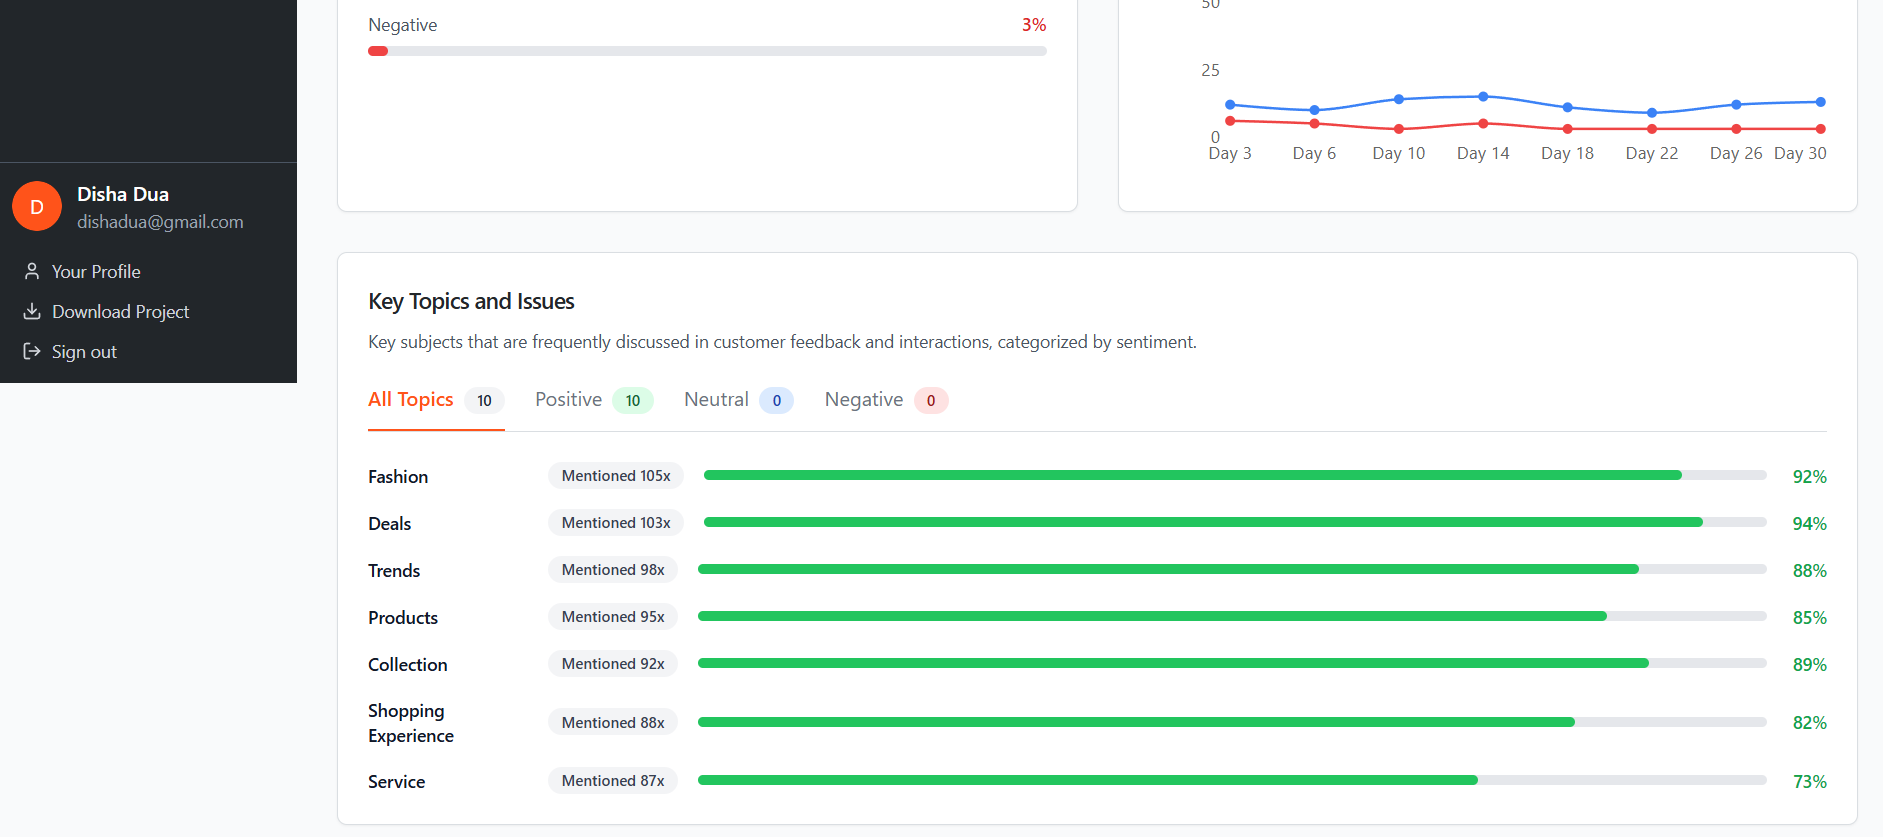 Negative 3%
50
25
0
Day 3 Day 6 Day 10 Day 14 Day 18 Day 22 Day 26 Day 30
D
Disha Dua
dishadua@gmail.com
Your Profile
Download Project
Sign out
Key Topics and Issues
Key subjects that are frequently discussed in customer feedback and interactions, categorized by sentiment.
All Topics 10 Positive 10 Neutral 0 Negative 0
Fashion Mentioned 105x 92%
Deals Mentioned 103x 94%
Trends Mentioned 98x 88%
Products Mentioned 95x 85%
Collection Mentioned 92x 89%
Shopping
Experience Mentioned 88x 82%
Service Mentioned 87x 73%